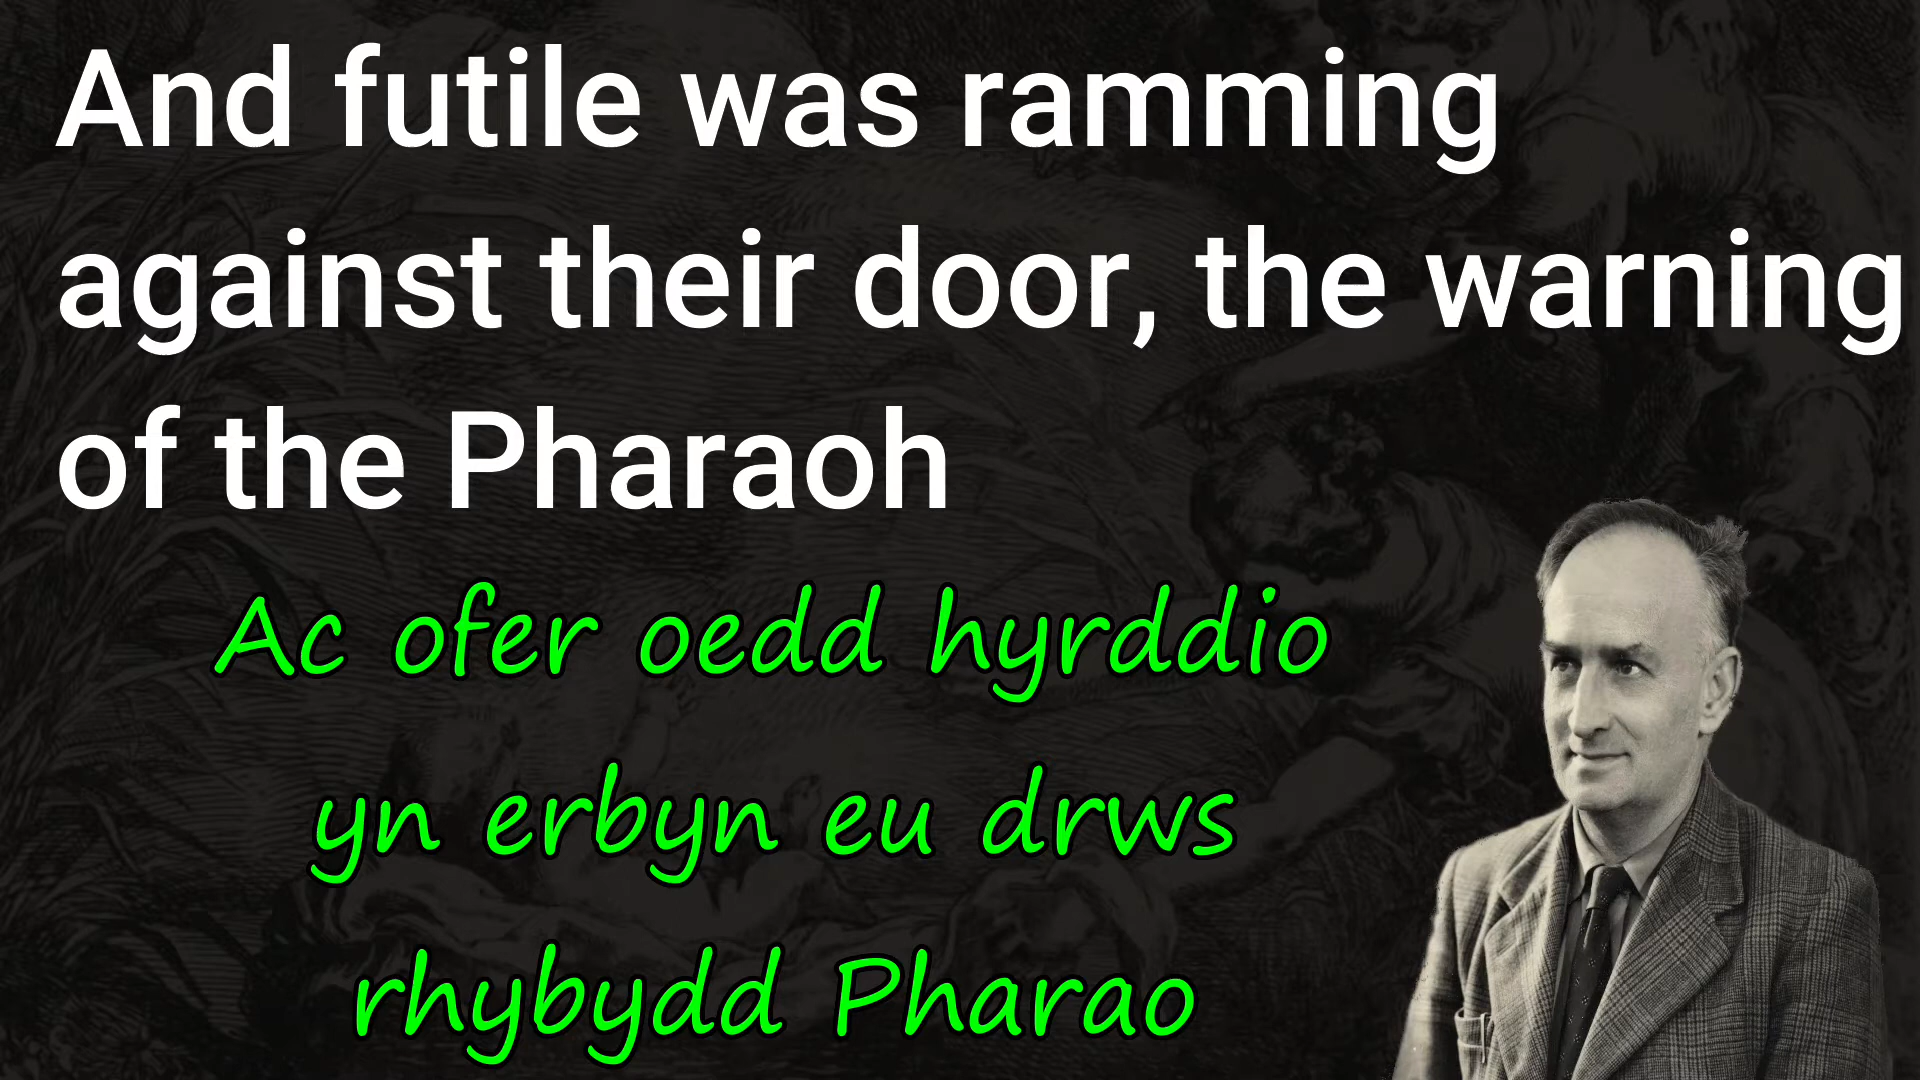 And futile was ramming
against their door, the warning
of the Pharaoh
Ac ofer oedd hyrddio
yn erbyn eu drws
rhybydd Pharao